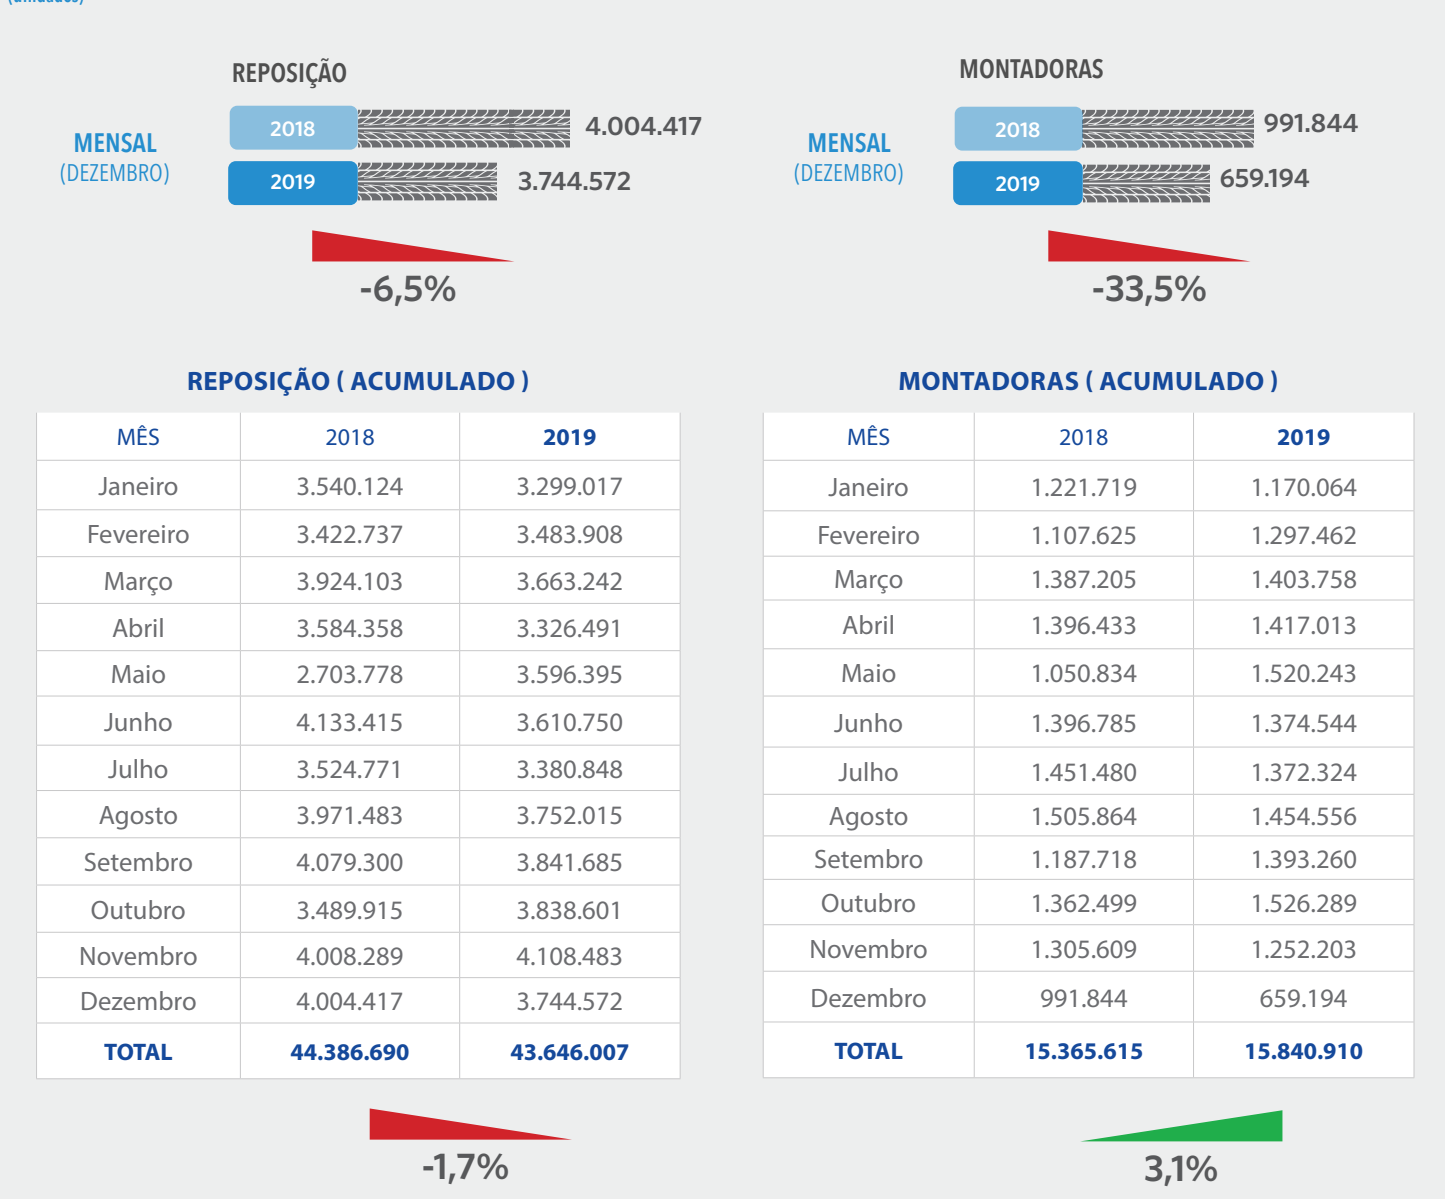 REPOSIÇÃO
MENSAL
(DEZEMBRO)
2018 4.004.417
2019 3.744.572
-6,5%
MONTADORAS
MENSAL
(DEZEMBRO)
2018 991.844
2019 659.194
-33,5%
REPOSIÇÃO ( ACUMULADO )
MÊS 2018 2019
Janeiro 3.540.124 3.299.017
Fevereiro 3.422.737 3.483.908
Março 3.924.103 3.663.242
Abril 3.584.358 3.326.491
Maio 2.703.778 3.596.395
Junho 4.133.415 3.610.750
Julho 3.524.771 3.380.848
Agosto 3.971.483 3.752.015
Setembro 4.079.300 3.841.685
Outubro 3.489.915 3.838.601
Novembro 4.008.289 4.108.483
Dezembro 4.004.417 3.744.572
TOTAL 44.386.690 43.646.007
-1,7%
MONTADORAS ( ACUMULADO )
MÊS 2018 2019
Janeiro 1.221.719 1.170.064
Fevereiro 1.107.625 1.297.462
Março 1.387.205 1.403.758
Abril 1.396.433 1.417.013
Maio 1.050.834 1.520.243
Junho 1.396.785 1.374.544
Julho 1.451.480 1.372.324
Agosto 1.505.864 1.454.556
Setembro 1.187.718 1.393.260
Outubro 1.362.499 1.526.289
Novembro 1.305.609 1.252.203
Dezembro 991.844 659.194
TOTAL 15.365.615 15.840.910
3,1%